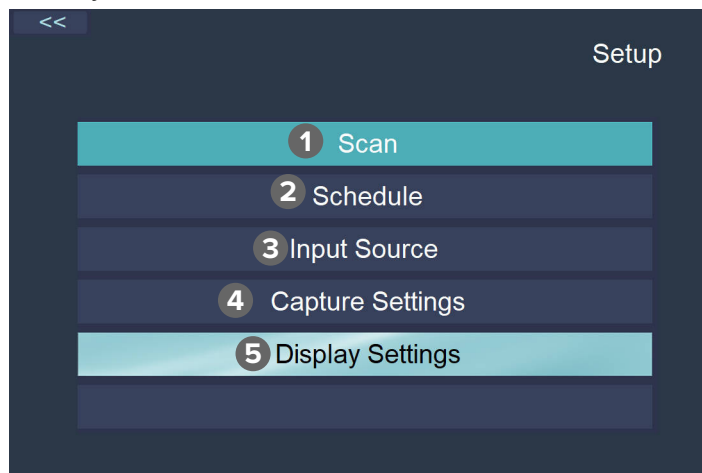 <<
Setup
1 Scan
2 Schedule
3 Input Source
4 Capture Settings
5 Display Settings